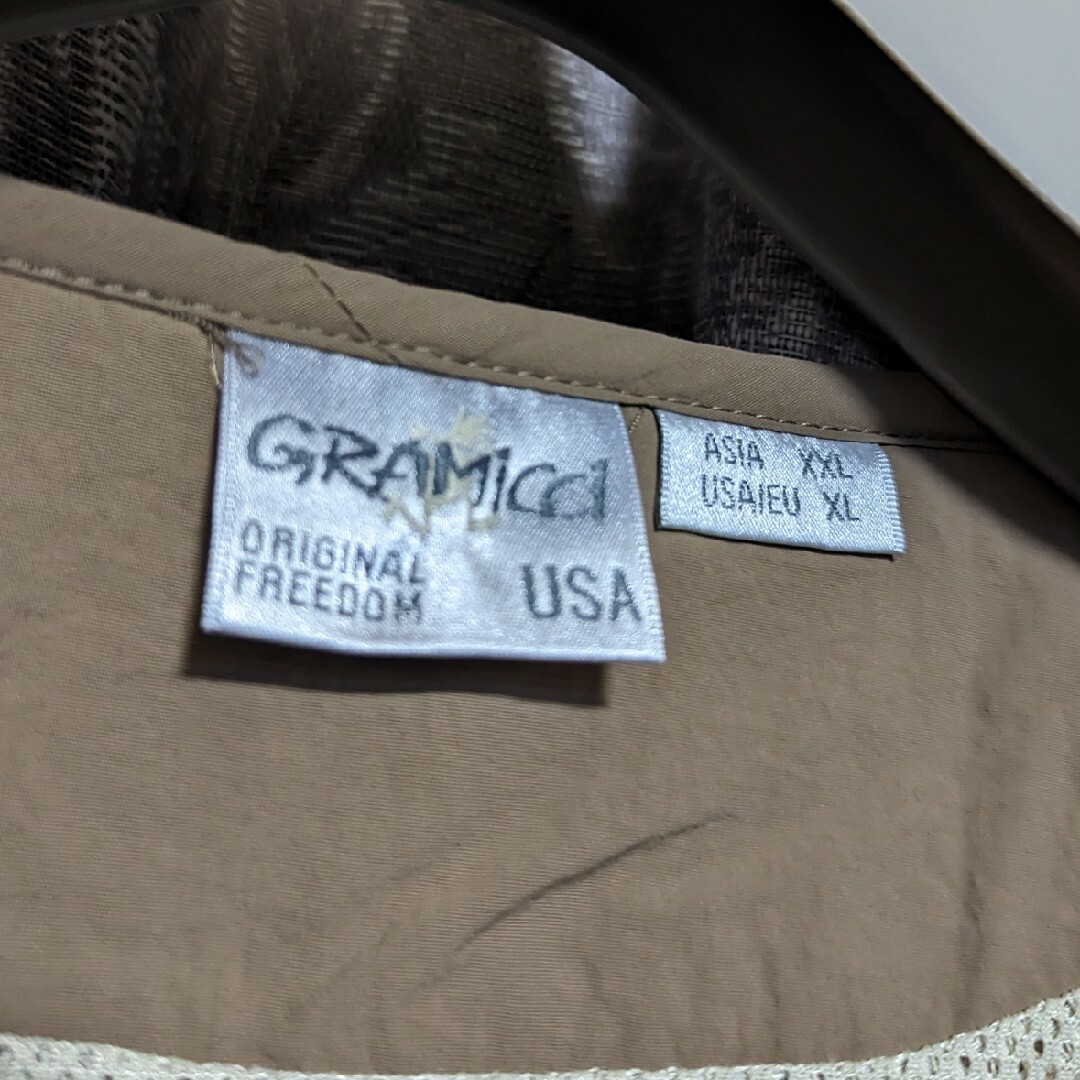 GRAMICCI
ORIGINAL
FREEDOM
USA
ASIA XXL
USA/EU XL